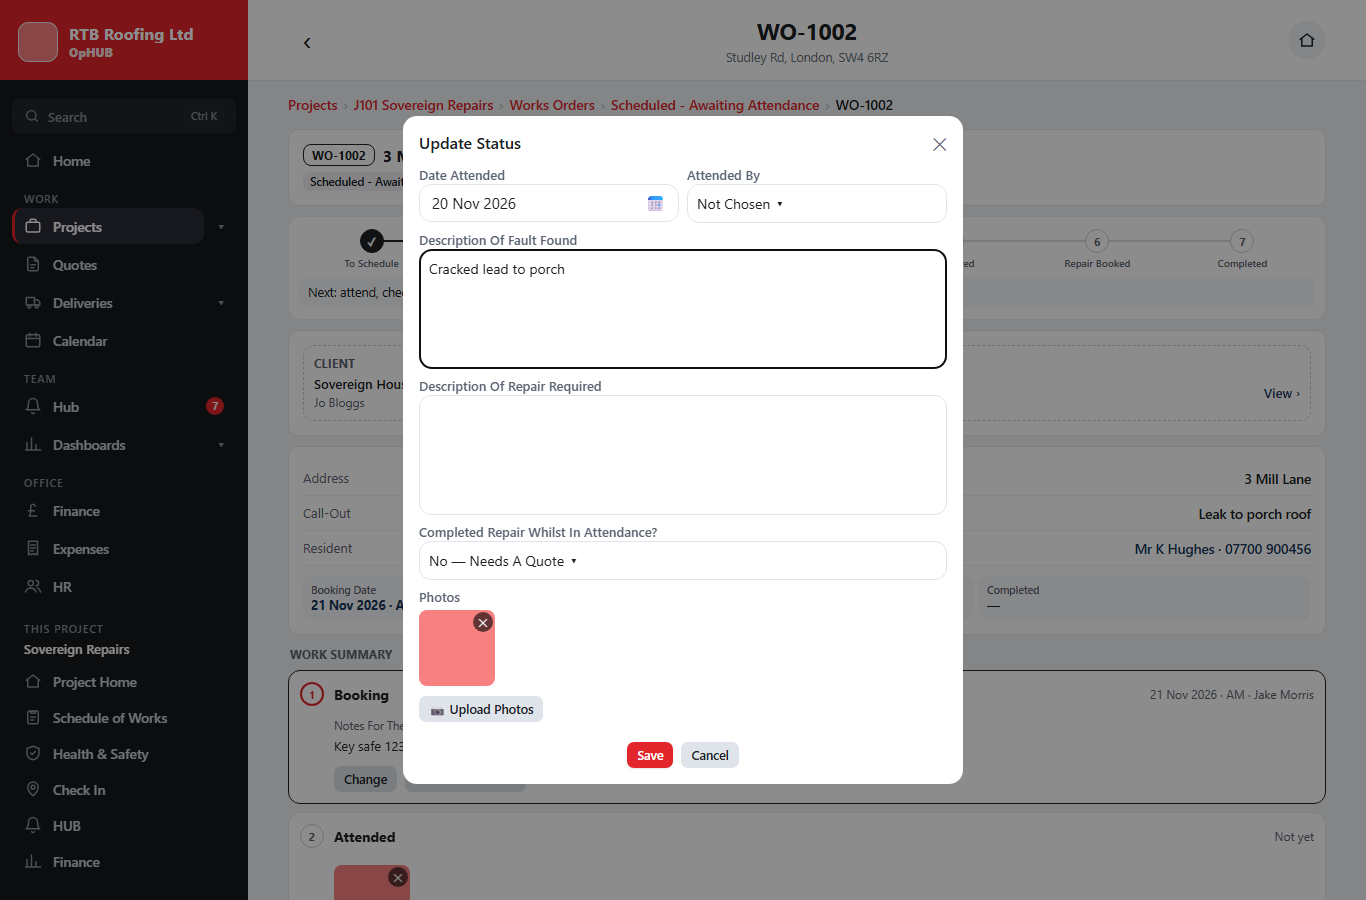 RTB Roofing Ltd
OpHUB
Search
Ctrl K
Home
WORK
Projects
Quotes
Deliveries
Calendar
TEAM
Hub
7
Dashboards
OFFICE
Finance
Expenses
HR
THIS PROJECT
Sovereign Repairs
Project Home
Schedule of Works
Health & Safety
Check In
HUB
Finance
WO-1002
Studley Rd, London, SW4 6RZ
Projects › J101 Sovereign Repairs › Works Orders › Scheduled - Awaiting Attendance › WO-1002
WO-1002
Scheduled - Await
To Schedule
6
Repair Booked
7
Completed
Next: attend, che
CLIENT
Sovereign Hous
Jo Bloggs
View ›
Address
3 Mill Lane
Call-Out
Leak to porch roof
Resident
Mr K Hughes · 07700 900456
Booking Date
21 Nov 2026 · A
Completed
—
WORK SUMMARY
1
Booking
21 Nov 2026 · AM · Jake Morris
Notes For The
Key safe 123
Change
2
Attended
Not yet
Update Status
Date Attended
20 Nov 2026
Attended By
Not Chosen
Description Of Fault Found
Cracked lead to porch
Description Of Repair Required
Completed Repair Whilst In Attendance?
No — Needs A Quote
Photos
Upload Photos
Save
Cancel